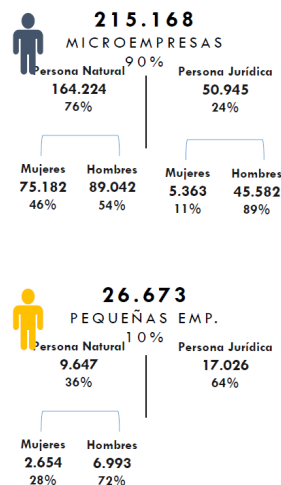 215.168
MICROEMPRESAS
90%
Persona Natural
164.224
76%
Persona Jurídica
50.945
24%
Mujeres
75.182
46%
Hombres
89.042
54%
Mujeres
5.363
11%
Hombres
45.582
89%
26.673
PEQUEÑAS EMP.
10%
Persona Natural
9.647
36%
Persona Jurídica
17.026
64%
Mujeres
2.654
28%
Hombres
6.993
72%